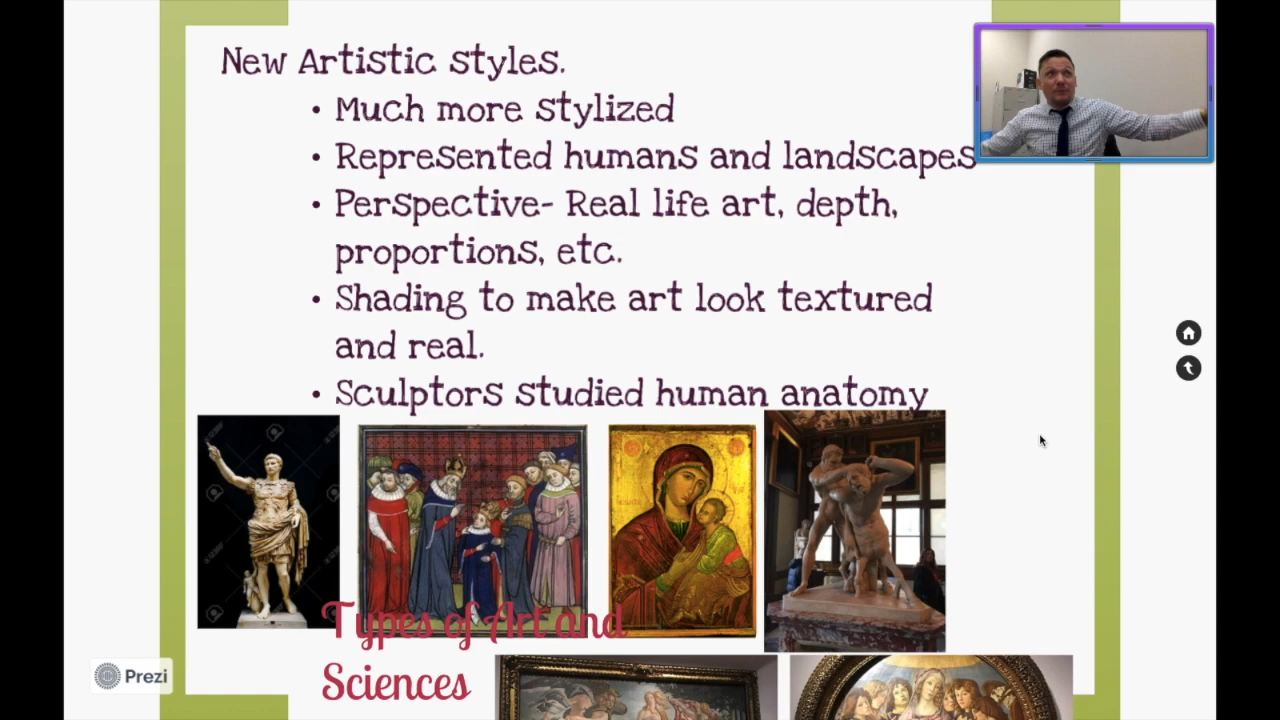 New Artistic styles.
• Much more stylized
• Represented humans and landscapes
• Perspective- Real life art, depth,
proportions, etc.
• Shading to make art look textured
and real.
• Sculptors studied human anatomy
Types of Art and
Sciences
Prezi